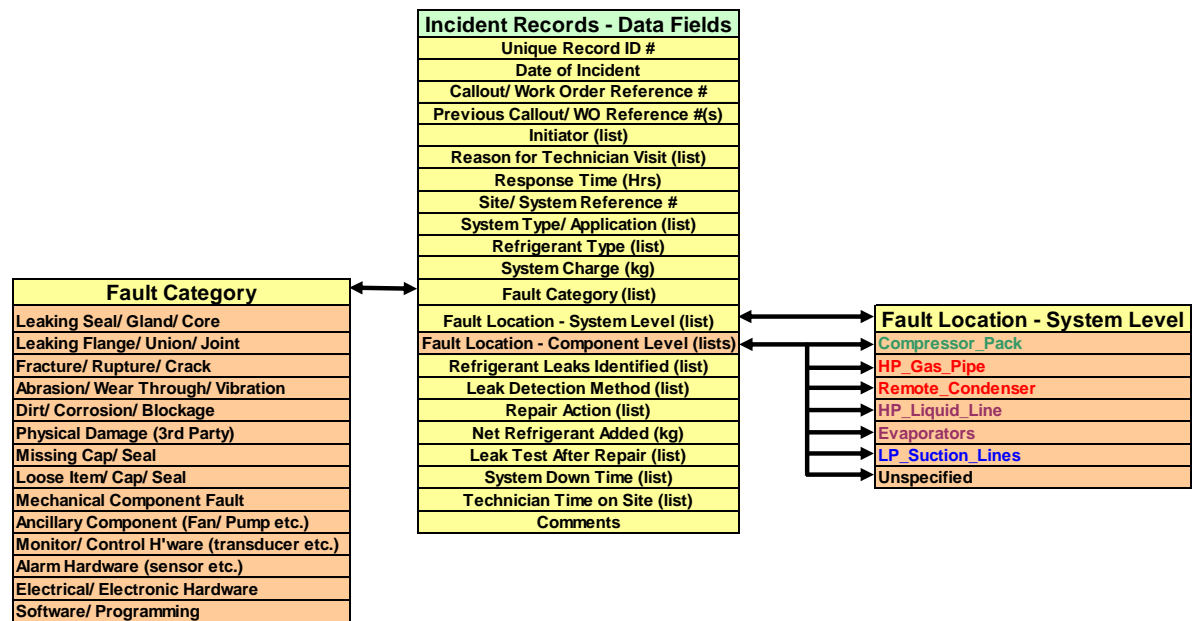 Incident Records - Data Fields
Unique Record ID #
Date of Incident
Callout/ Work Order Reference #
Previous Callout/ WO Reference #(s)
Initiator (list)
Reason for Technician Visit (list)
Response Time (Hrs)
Site/ System Reference #
System Type/ Application (list)
Refrigerant Type (list)
System Charge (kg)
Fault Category (list)
Fault Location - System Level (list)
Fault Location - Component Level (lists)
Refrigerant Leaks Identified (list)
Leak Detection Method (list)
Repair Action (list)
Net Refrigerant Added (kg)
Leak Test After Repair (list)
System Down Time (list)
Technician Time on Site (list)
Comments
Fault Category
Leaking Seal/ Gland/ Core
Leaking Flange/ Union/ Joint
Fracture/ Rupture/ Crack
Abrasion/ Wear Through/ Vibration
Dirt/ Corrosion/ Blockage
Physical Damage (3rd Party)
Missing Cap/ Seal
Loose Item/ Cap/ Seal
Mechanical Component Fault
Ancillary Component (Fan/ Pump etc.)
Monitor/ Control H'ware (transducer etc.)
Alarm Hardware (sensor etc.)
Electrical/ Electronic Hardware
Software/ Programming
Fault Location - System Level
Compressor_Pack
HP_Gas_Pipe
Remote_Condenser
HP_Liquid_Line
Evaporators
LP_Suction_Lines
Unspecified